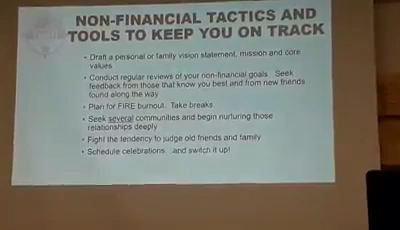 NON-FINANCIAL TACTICS AND
TOOLS TO KEEP YOU ON TRACK
• Draft a personal or family vision statement, mission and core
values
• Conduct regular reviews of your non-financial goals. Seek
feedback from those that know you best and from new friends
found along the way
• Plan for FIRE burnout. Take breaks.
• Seek several communities and begin nurturing those
relationships deeply
• Fight the tendency to judge old friends and family
• Schedule celebrations...and switch it up!